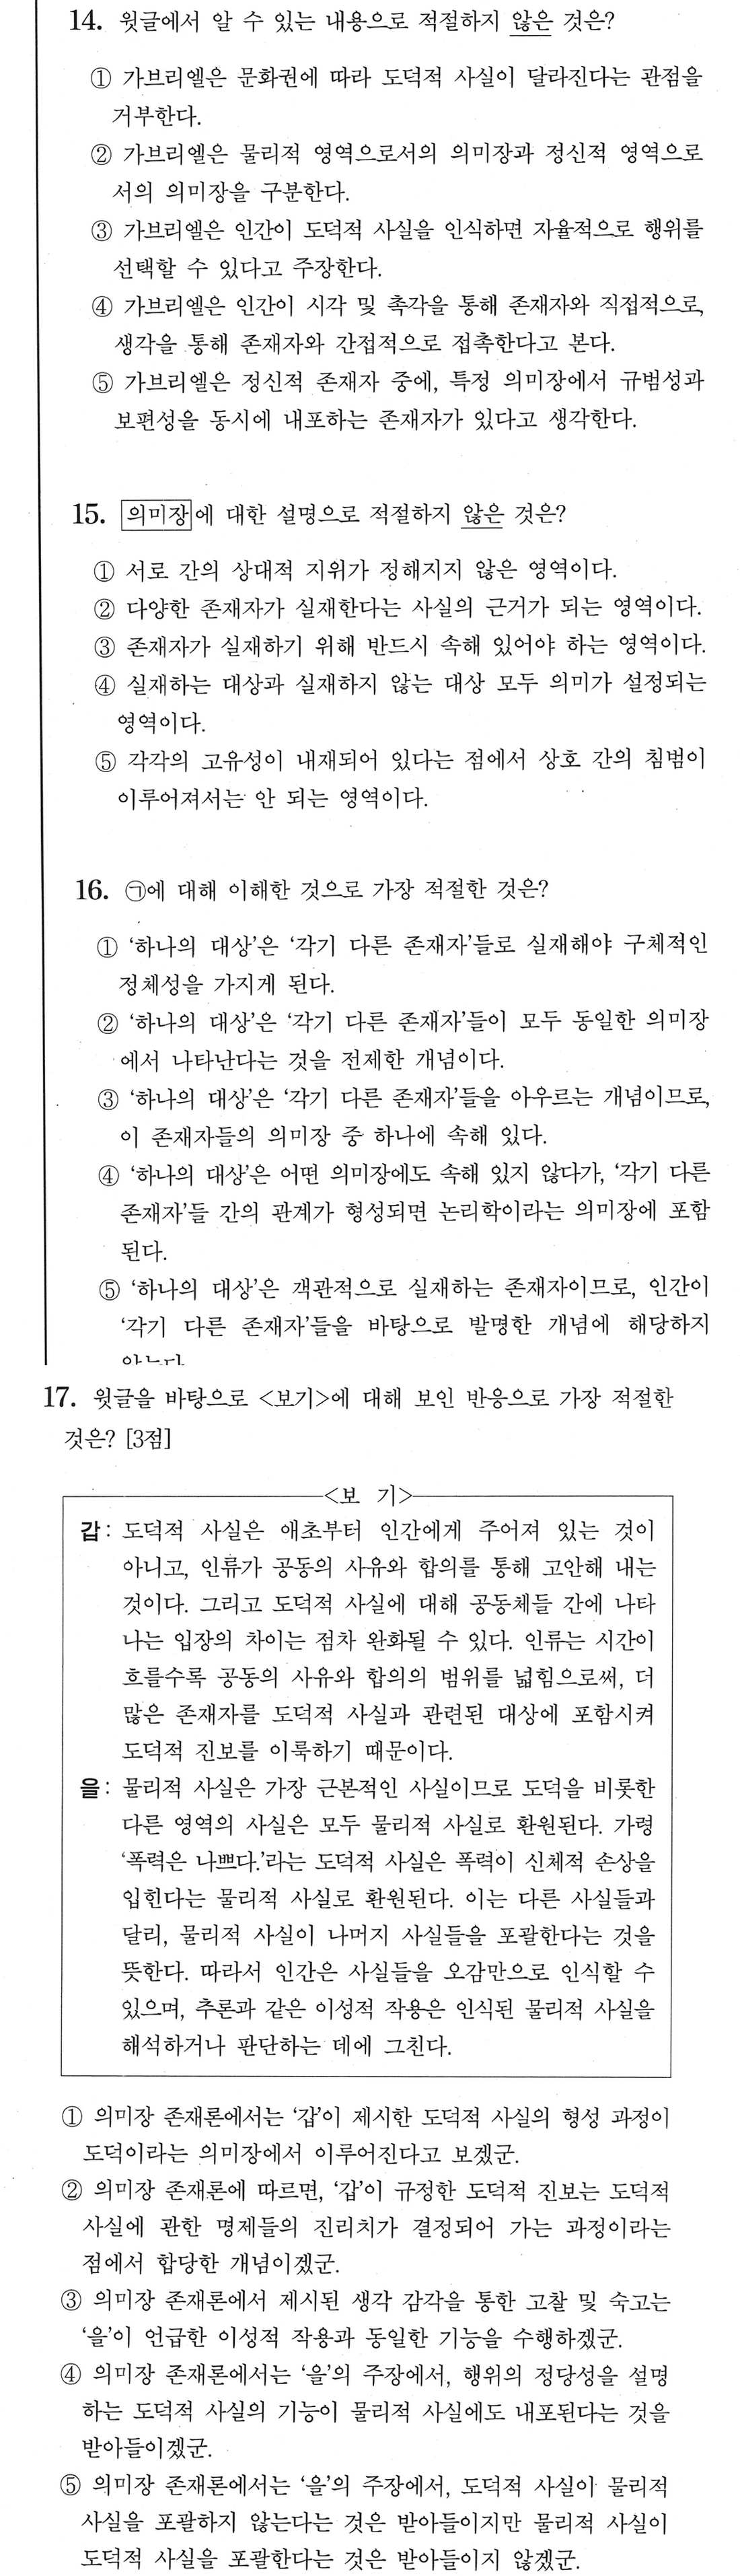 14. 윗글에서 알 수 있는 내용으로 적절하지 않은 것은?
① 가브리엘은 문화권에 따라 도덕적 사실이 달라진다는 관점을
거부한다.
② 가브리엘은 물리적 영역으로서의 의미장과 정신적 영역으로
서의 의미장을 구분한다.
③ 가브리엘은 인간이 도덕적 사실을 인식하면 자율적으로 행위를
선택할 수 있다고 주장한다.
④ 가브리엘은 인간이 시각 및 촉각을 통해 존재자와 직접적으로,
생각을 통해 존재자와 간접적으로 접촉한다고 본다.
⑤ 가브리엘은 정신적 존재자 중에, 특정 의미장에서 규범성과
보편성을 동시에 내포하는 존재자가 있다고 생각한다.
15. 의미장에 대한 설명으로 적절하지 않은 것은?
① 서로 간의 상대적 지위가 정해지지 않은 영역이다.
② 다양한 존재자가 실재한다는 사실의 근거가 되는 영역이다.
③ 존재자가 실재하기 위해 반드시 속해 있어야 하는 영역이다.
④ 실재하는 대상과 실재하지 않는 대상 모두 의미가 설정되는
영역이다.
⑤ 각각의 고유성이 내재되어 있다는 점에서 상호 간의 침범이
이루어져서는 안 되는 영역이다.
16. ㉠에 대해 이해한 것으로 가장 적절한 것은?
① ‘하나의 대상’은 ‘각기 다른 존재자’들로 실재해야 구체적인
정체성을 가지게 된다.
② ‘하나의 대상’은 ‘각기 다른 존재자’들이 모두 동일한 의미장
에서 나타난다는 것을 전제한 개념이다.
③ ‘하나의 대상’은 ‘각기 다른 존재자’들을 아우르는 개념이므로,
이 존재자들의 의미장 중 하나에 속해 있다.
④ ‘하나의 대상’은 어떤 의미장에도 속해 있지 않다가, ‘각기 다른
존재자’들 간의 관계가 형성되면 논리학이라는 의미장에 포함
된다.
⑤ ‘하나의 대상’은 객관적으로 실재하는 존재자이므로, 인간이
‘각기 다른 존재자’들을 바탕으로 발명한 개념에 해당하지
17. 윗글을 바탕으로 <보기>에 대해 보인 반응으로 가장 적절한
것은? [3점]
<보 기>
갑: 도덕적 사실은 애초부터 인간에게 주어져 있는 것이
아니고, 인류가 공동의 사유와 합의를 통해 고안해 내는
것이다. 그리고 도덕적 사실에 대해 공동체들 간에 나타
나는 입장의 차이는 점차 완화될 수 있다. 인류는 시간이
흐를수록 공동의 사유와 합의의 범위를 넓힘으로써, 더
많은 존재자를 도덕적 사실과 관련된 대상에 포함시켜
도덕적 진보를 이룩하기 때문이다.
을: 물리적 사실은 가장 근본적인 사실이므로 도덕을 비롯한
다른 영역의 사실은 모두 물리적 사실로 환원된다. 가령
‘폭력은 나쁘다.’라는 도덕적 사실은 폭력이 신체적 손상을
입힌다는 물리적 사실로 환원된다. 이는 다른 사실들과
달리, 물리적 사실이 나머지 사실들을 포괄한다는 것을
뜻한다. 따라서 인간은 사실들을 오감만으로 인식할 수
있으며, 추론과 같은 이성적 작용은 인식된 물리적 사실을
해석하거나 판단하는 데에 그친다.
① 의미장 존재론에서는 ‘갑’이 제시한 도덕적 사실의 형성 과정이
도덕이라는 의미장에서 이루어진다고 보겠군.
② 의미장 존재론에 따르면, ‘갑’이 규정한 도덕적 진보는 도덕적
사실에 관한 명제들의 진리치가 결정되어 가는 과정이라는
점에서 합당한 개념이겠군.
③ 의미장 존재론에서 제시된 생각 감각을 통한 고찰 및 숙고는
‘을’이 언급한 이성적 작용과 동일한 기능을 수행하겠군.
④ 의미장 존재론에서는 ‘을’의 주장에서, 행위의 정당성을 설명
하는 도덕적 사실의 기능이 물리적 사실에도 내포된다는 것을
받아들이겠군.
⑤ 의미장 존재론에서는 ‘을’의 주장에서, 도덕적 사실이 물리적
사실을 포괄하지 않는다는 것은 받아들이지만 물리적 사실이
도덕적 사실을 포괄한다는 것은 받아들이지 않겠군.